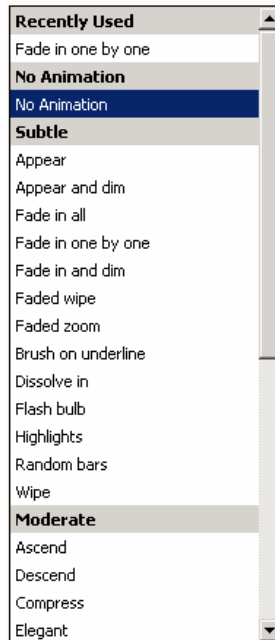 Recently Used
Fade in one by one
No Animation
No Animation
Subtle
Appear
Appear and dim
Fade in all
Fade in one by one
Fade in and dim
Faded wipe
Faded zoom
Brush on underline
Dissolve in
Flash bulb
Highlights
Random bars
Wipe
Moderate
Ascend
Descend
Compress
Elegant